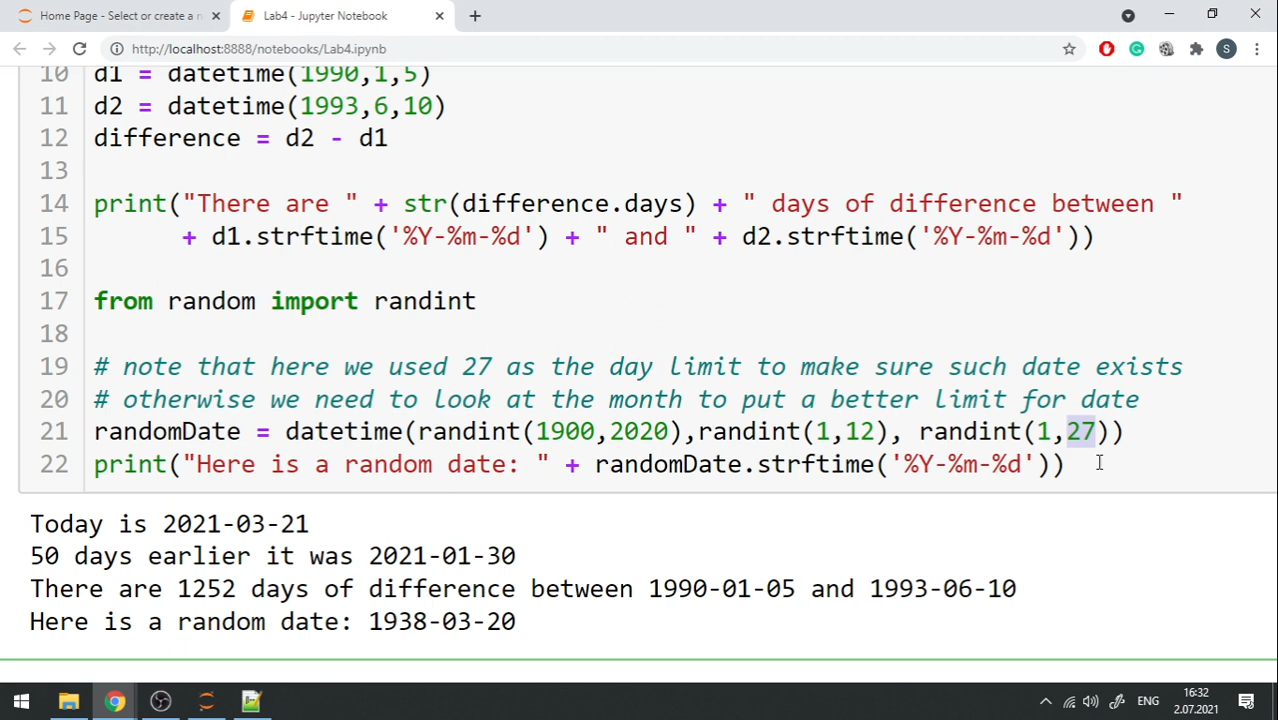 Home Page - Select or create a n
Lab4 - Jupyter Notebook
http://localhost:8888/notebooks/Lab4.ipynb
S
10 d1 = datetime(1990,1,5)
11 d2 = datetime(1993,6,10)
12 difference = d2 - d1
13
14 print("There are " + str(difference.days) + " days of difference between "
15 + d1.strftime('%Y-%m-%d') + " and " + d2.strftime('%Y-%m-%d'))
16
17 from random import randint
18
19 # note that here we used 27 as the day limit to make sure such date exists
20 # otherwise we need to look at the month to put a better limit for date
21 randomDate = datetime(randint(1900,2020),randint(1,12), randint(1,27))
22 print("Here is a random date: " + randomDate.strftime('%Y-%m-%d'))
Today is 2021-03-21
50 days earlier it was 2021-01-30
There are 1252 days of difference between 1990-01-05 and 1993-06-10
Here is a random date: 1938-03-20
ENG
16:32
2.07.2021